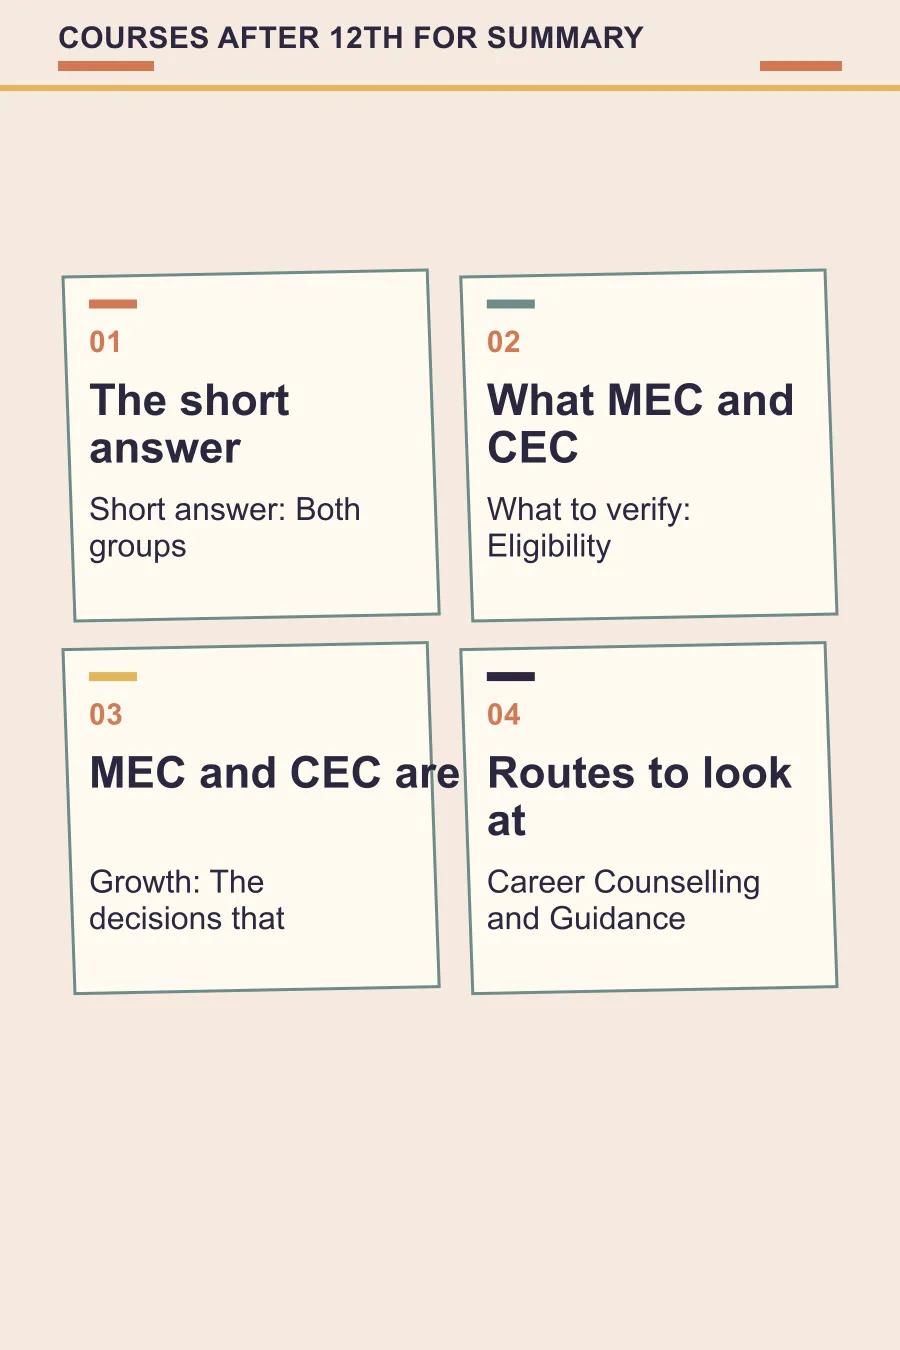 COURSES AFTER 12TH FOR SUMMARY
01
The short
answer
Short answer: Both
groups
02
What MEC and
CEC
What to verify:
Eligibility
03
MEC and CEC are
Growth: The
decisions that
04
Routes to look
at
Career Counselling
and Guidance